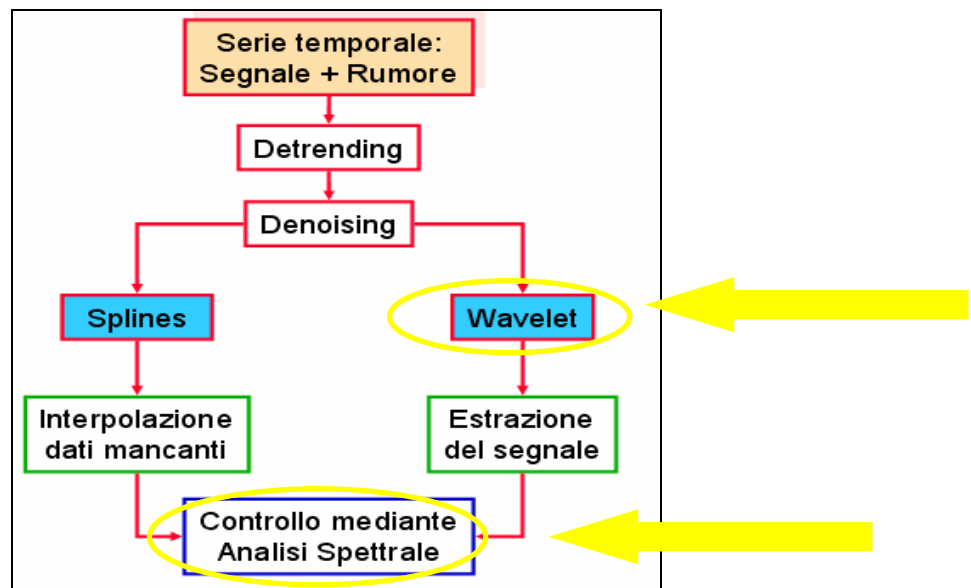 Serie temporale:
Segnale + Rumore
Detrending
Denoising
Splines
Wavelet
Interpolazione
dati mancanti
Estrazione
del segnale
Controllo mediante
Analisi Spettrale